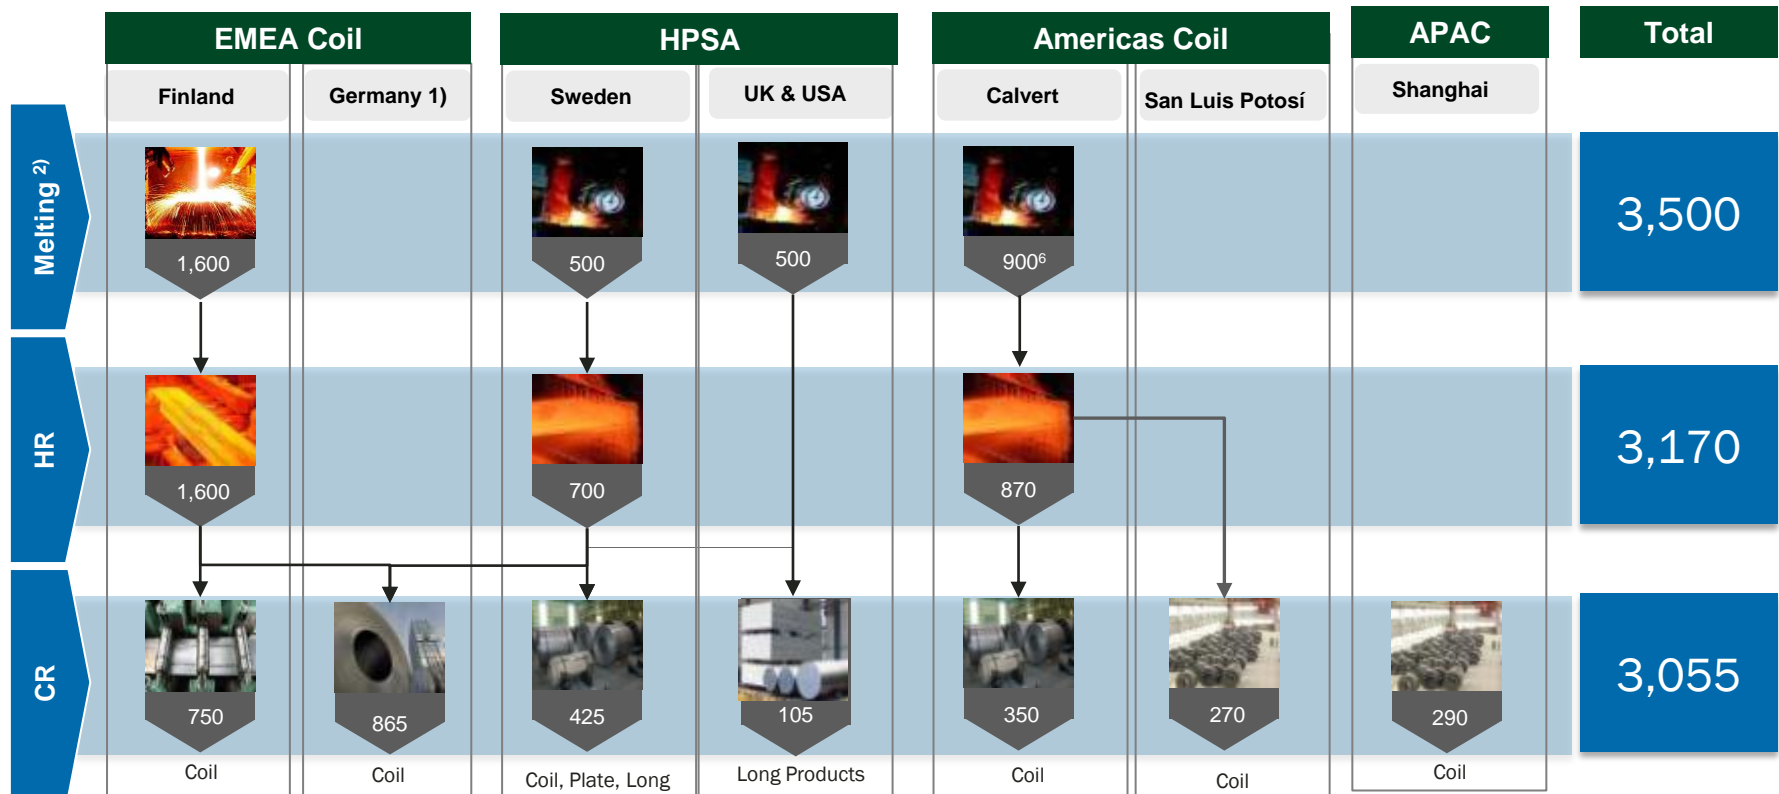 EMEA Coil
HPSA
Americas Coil
APAC
Total
Finland
Germany 1)
Sweden
UK & USA
Calvert
San Luis Potosí
Shanghai
Melting 2)
1,600
500
500
900⁶
3,500
HR
1,600
700
870
3,170
CR
750
865
425
105
350
270
290
3,055
Coil
Coil
Coil, Plate, Long
Long Products
Coil
Coil
Coil